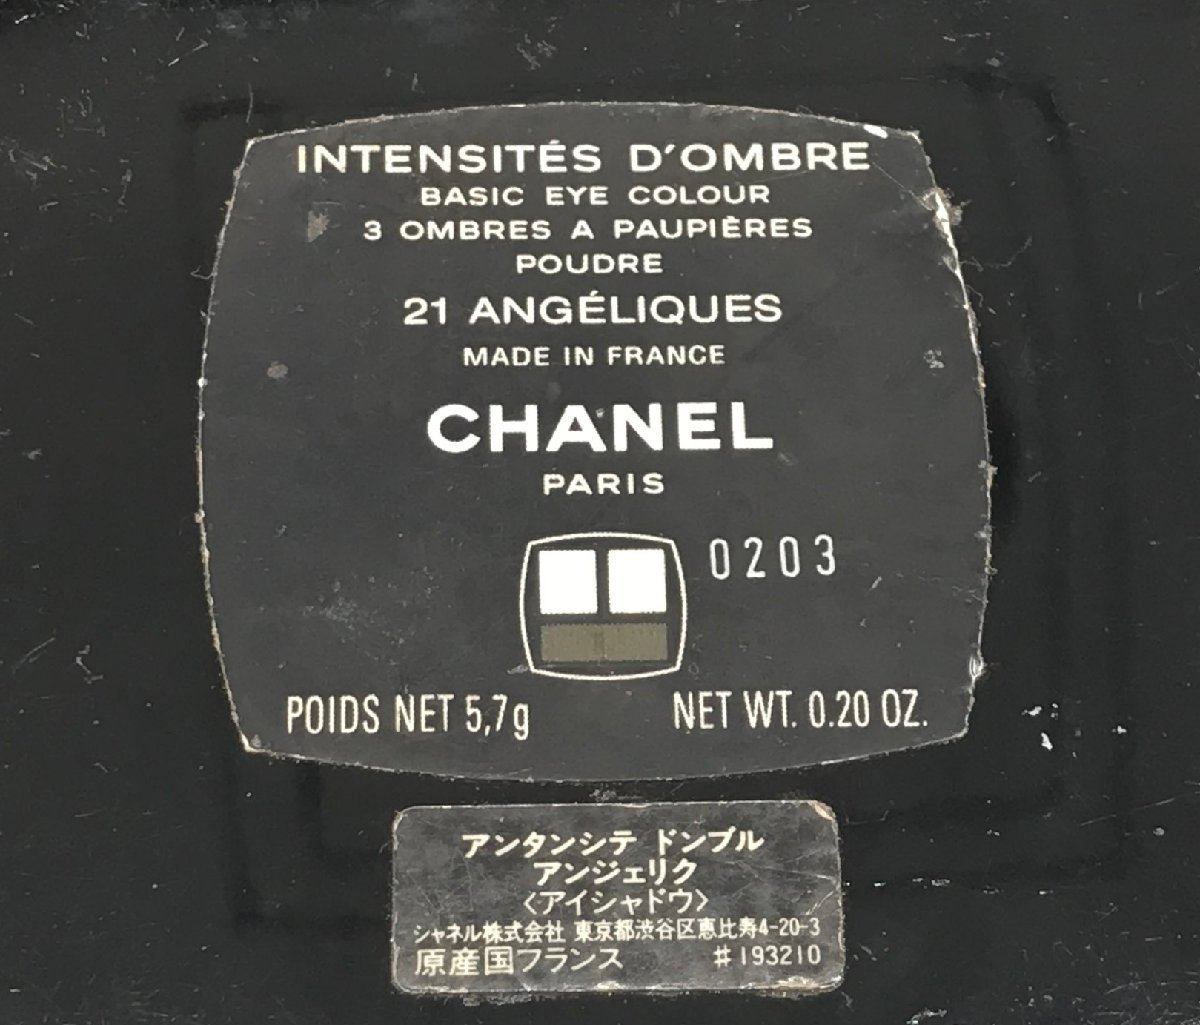 INTENSITÉS D'OMBRE
BASIC EYE COLOUR
3 OMBRES A PAUPIÈRES
POUDRE
21 ANGÉLIQUES
MADE IN FRANCE
CHANEL
PARIS
0203
POIDS NET 5,7g NET WT. 0.20 OZ.
アンタンシテ ドンブル
アンジェリク
〈アイシャドウ〉
シャネル株式会社 東京都渋谷区恵比寿4-20-3
原産国フランス #193210